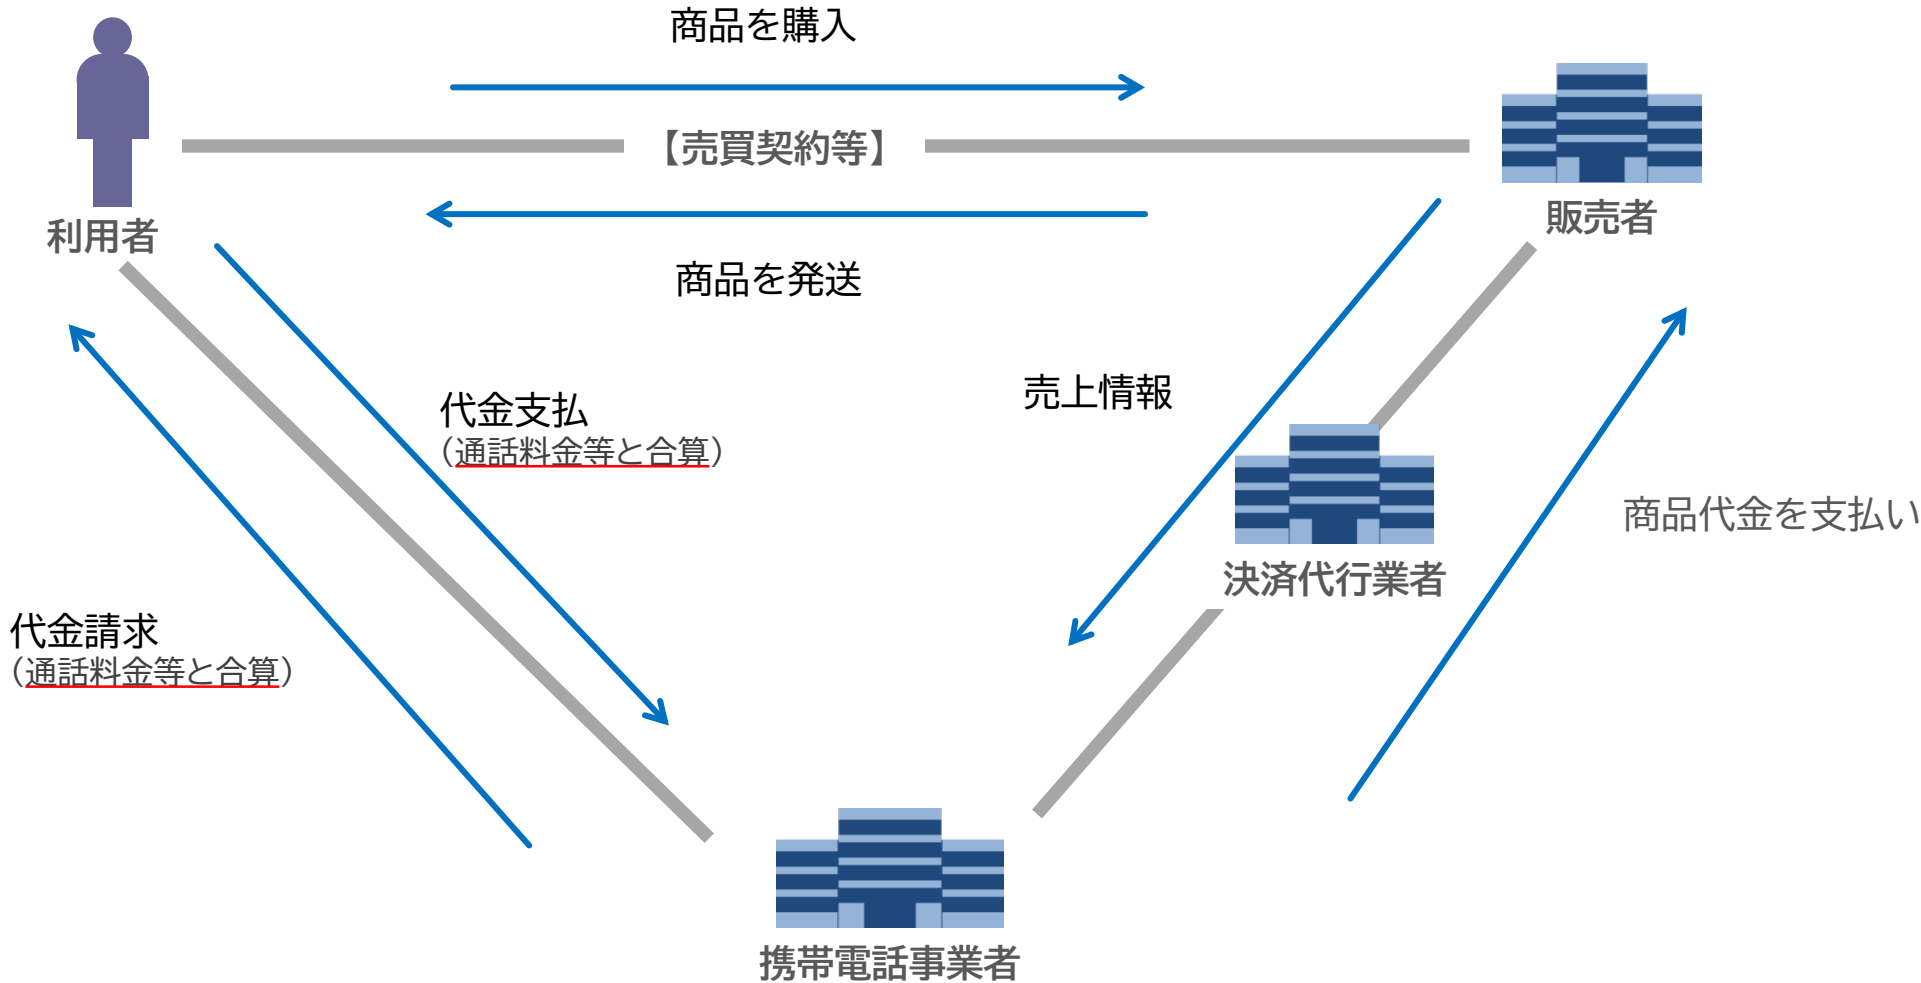 商品を購入
【売買契約等】
利用者
販売者
商品を発送
売上情報
代金支払
（通話料金等と合算）
商品代金を支払い
決済代行業者
代金請求
（通話料金等と合算）
携帯電話事業者